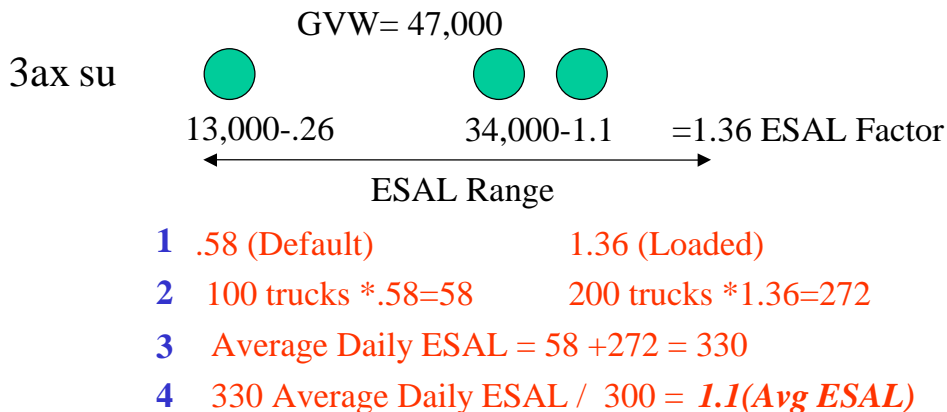 GVW= 47,000
3ax su
13,000-.26 34,000-1.1 =1.36 ESAL Factor
ESAL Range
1 .58 (Default) 1.36 (Loaded)
2 100 trucks *.58=58 200 trucks *1.36=272
3 Average Daily ESAL = 58 +272 = 330
4 330 Average Daily ESAL / 300 = 1.1(Avg ESAL)